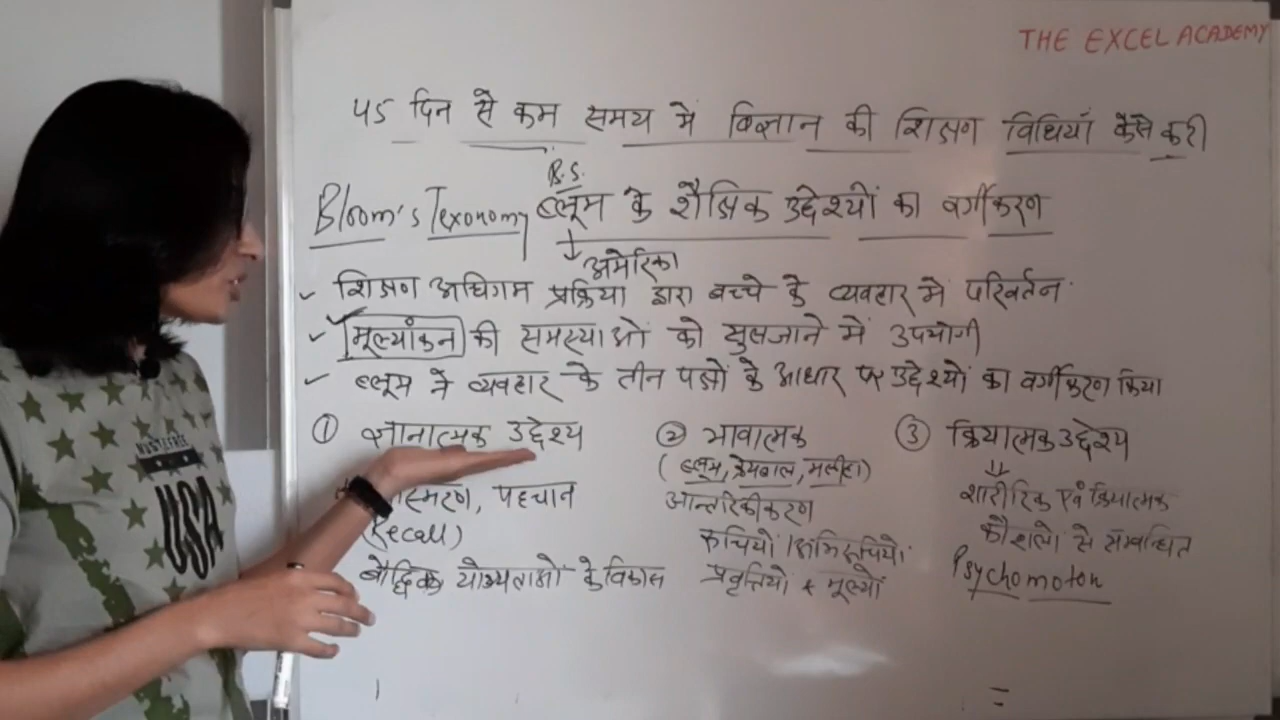 THE EXCEL ACADEMY
45 दिन से कम समय में विज्ञान की शिक्षण विधियाँ कैसे करी
B.S.
Bloom's Texonomy ब्लूम के शैक्षिक उद्देश्यों का वर्गीकरण
अमेरिका
शिक्षण अधिगम प्रक्रिया द्वारा बच्चे के व्यवहार में परिवर्तन
मूल्यांकन की समस्याओं को सुलजाने में उपयोगी
ब्लूम ने व्यवहार के तीन पक्षों के आधार पर उद्देश्यों का वर्गीकरण किया
① ज्ञानात्मक उद्देश्य ② भावात्मक ③ क्रियात्मक उद्देश्य
(ब्लूम, क्रेथवाल, मसीहा)
पहचान आन्तरिकीकरण शारीरिक एवं क्रियात्मक
(Recall) रूचियों अभिरूचियों कौशलो से सम्बन्धित
बौद्धिक योग्यताओं के विकास प्रवृत्तियो + मूल्यों Psychomoton
NUSTEFREE
USA